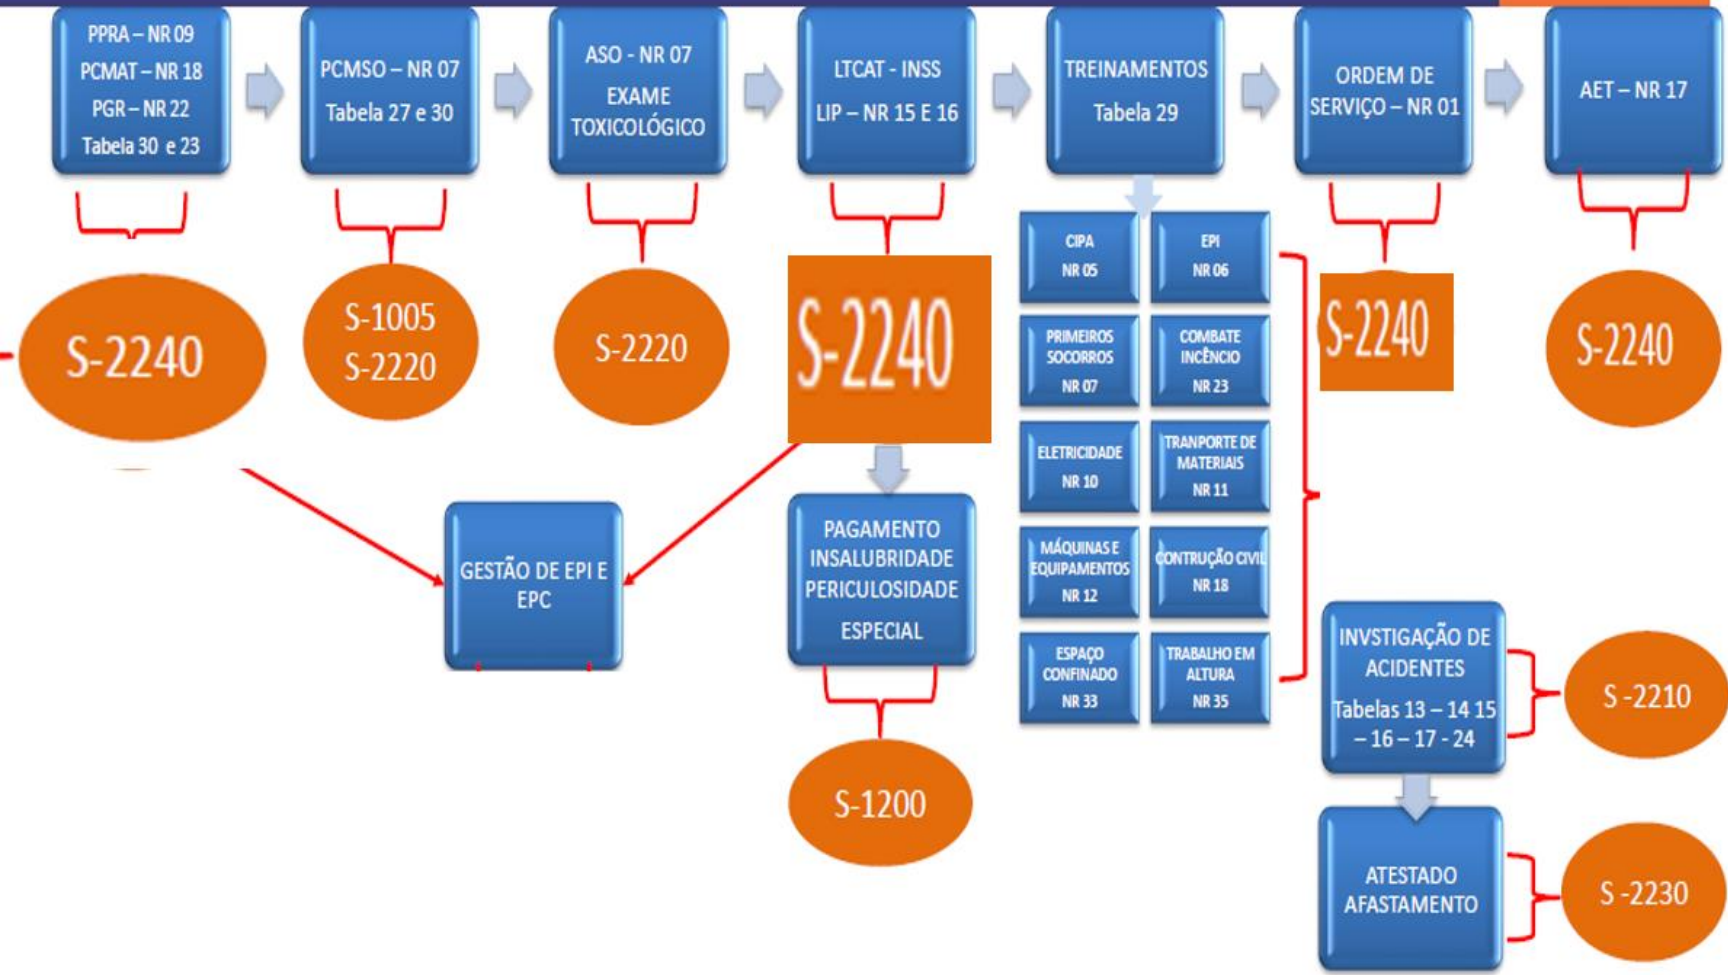 PPRA – NR 09
PCMAT – NR 18
PGR – NR 22
Tabela 30 e 23
PCMSO – NR 07
Tabela 27 e 30
ASO - NR 07
EXAME
TOXICOLÓGICO
LTCAT - INSS
LIP – NR 15 E 16
TREINAMENTOS
Tabela 29
ORDEM DE
SERVIÇO – NR 01
AET – NR 17
S-2240
S-1005
S-2220
S-2220
S-2240
S-2240
S-2240
CIPA
NR 05
EPI
NR 06
PRIMEIROS
SOCORROS
NR 07
COMBATE
INCÊNCIO
NR 23
ELETRICIDADE
NR 10
TRANPORTE DE
MATERIAIS
NR 11
MÁQUINAS E
EQUIPAMENTOS
NR 12
CONTRUÇÃO CIVIL
NR 18
ESPAÇO
CONFINADO
NR 33
TRABALHO EM
ALTURA
NR 35
GESTÃO DE EPI E
EPC
PAGAMENTO
INSALUBRIDADE
PERICULOSIDADE
ESPECIAL
S-1200
INVSTIGAÇÃO DE
ACIDENTES
Tabelas 13 – 14 15
– 16 – 17 - 24
S -2210
ATESTADO
AFASTAMENTO
S -2230